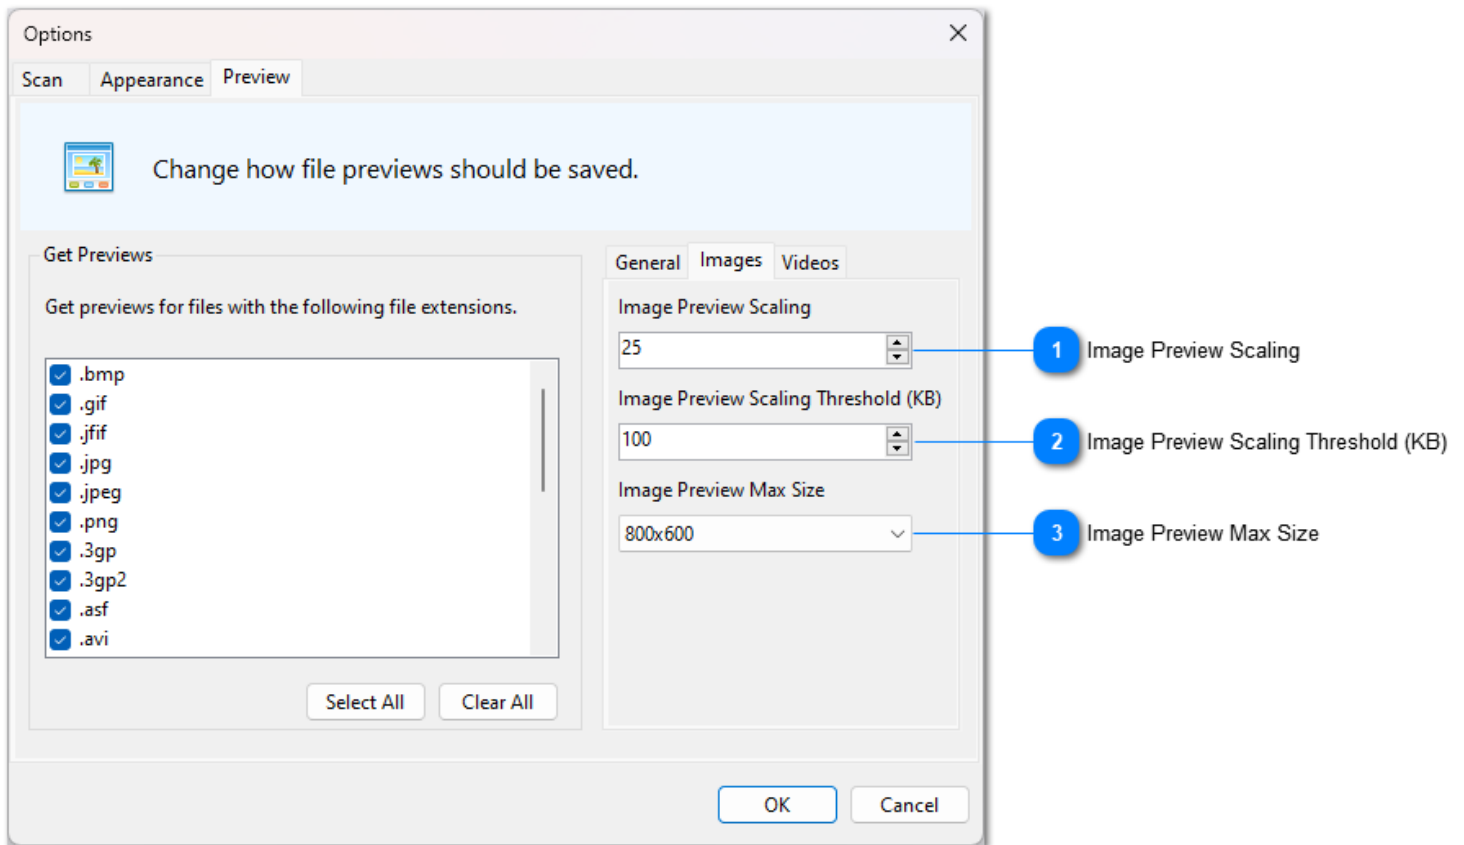 Options
Scan
Appearance
Preview
Change how file previews should be saved.
Get Previews
Get previews for files with the following file extensions.
.bmp
.gif
.jfif
.jpg
.jpeg
.png
.3gp
.3gp2
.asf
.avi
Select All
Clear All
General
Images
Videos
Image Preview Scaling
25
Image Preview Scaling Threshold (KB)
100
Image Preview Max Size
800x600
1 Image Preview Scaling
2 Image Preview Scaling Threshold (KB)
3 Image Preview Max Size
OK
Cancel